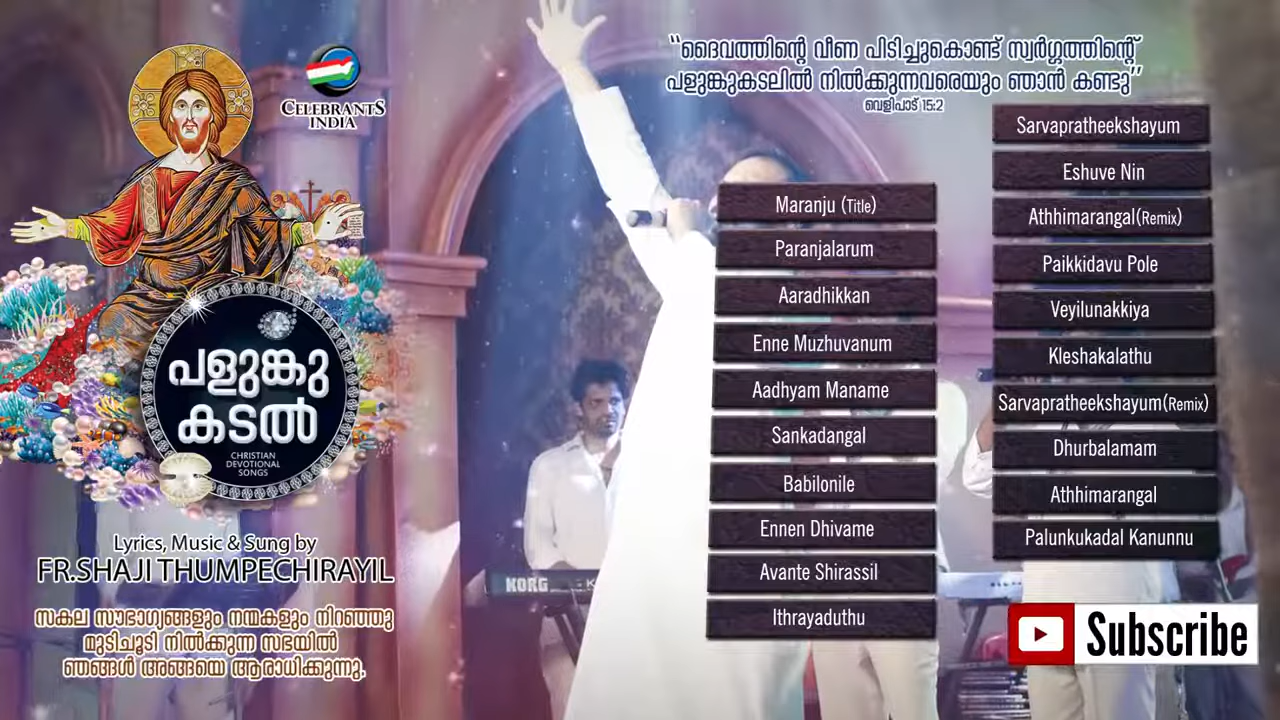 CELEBRANTS
INDIA
“ദൈവത്തിന്റെ വീണ പിടിച്ചുകൊണ്ട് സ്വർഗ്ഗത്തിന്റെ
പളുങ്കുകടലിൽ നിൽക്കുന്നവരെയും ഞാൻ കണ്ടു”
വെളിപാട് 15:2
പളുങ്കു
കടൽ
CHRISTIAN
DEVOTIONAL
SONGS
Lyrics, Music & Sung by
FR.SHAJI THUMPECHIRAYIL
സകല സൗഭാഗ്യങ്ങളും നന്മകളും നിറഞ്ഞു
മുടിചൂടി നിൽക്കുന്ന സഭയിൽ
ഞങ്ങൾ അങ്ങയെ ആരാധിക്കുന്നു.
Maranju (Title)
Paranjalarum
Aaradhikkan
Enne Muzhuvanum
Aadhyam Maname
Sankadangal
Babilonile
Ennen Dhivame
Avante Shirassil
Ithrayaduthu
Sarvapratheekshayum
Eshuve Nin
Athhimarangal(Remix)
Paikkidavu Pole
Veyilunakkiya
Kleshakalathu
Sarvapratheekshayum(Remix)
Dhurbalamam
Athhimarangal
Palunkukadal Kanunnu
KORG
Subscribe